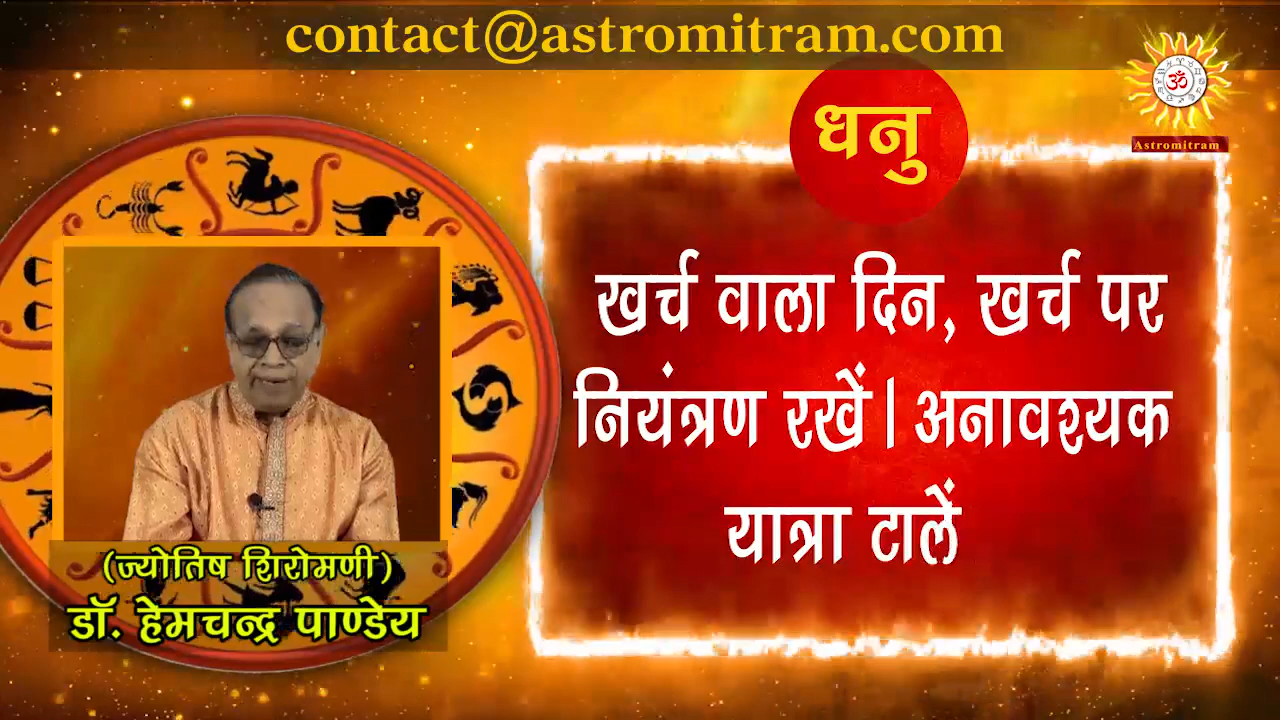 contact@astromitram.com
Astromitram
धनु
खर्च वाला दिन, खर्च पर
नियंत्रण रखें। अनावश्यक
यात्रा टालें
(ज्योतिष शिरोमणी)
डॉ. हेमचन्द्र पाण्डेय